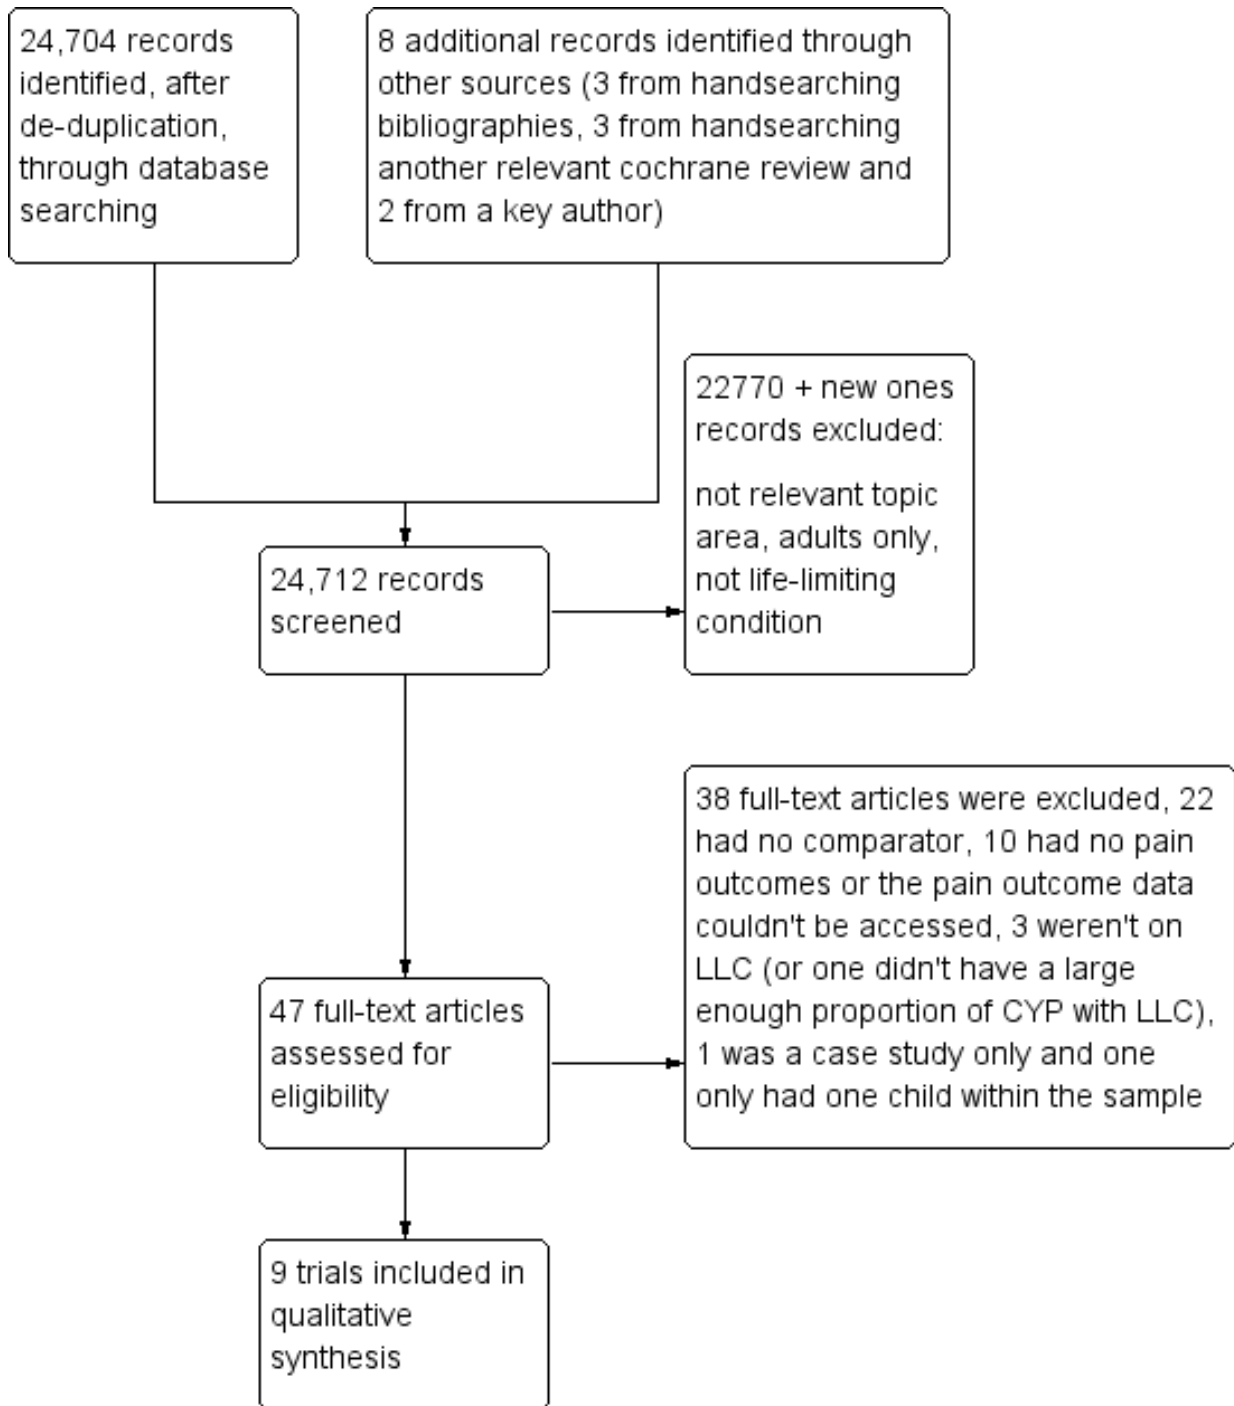 24,704 records
identified, after
de-duplication,
through database
searching
8 additional records identified through
other sources (3 from handsearching
bibliographies, 3 from handsearching
another relevant cochrane review and
2 from a key author)
22770 + new ones
records excluded:
not relevant topic
area, adults only,
not life-limiting
condition
24,712 records
screened
38 full-text articles were excluded, 22
had no comparator, 10 had no pain
outcomes or the pain outcome data
couldn't be accessed, 3 weren't on
LLC (or one didn't have a large
enough proportion of CYP with LLC),
1 was a case study only and one
only had one child within the sample
47 full-text articles
assessed for
eligibility
9 trials included in
qualitative
synthesis